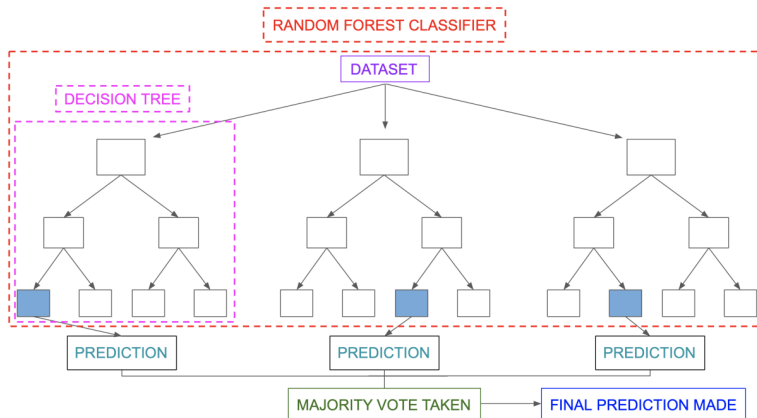 RANDOM FOREST CLASSIFIER
DATASET
DECISION TREE
PREDICTION
PREDICTION
PREDICTION
MAJORITY VOTE TAKEN
FINAL PREDICTION MADE